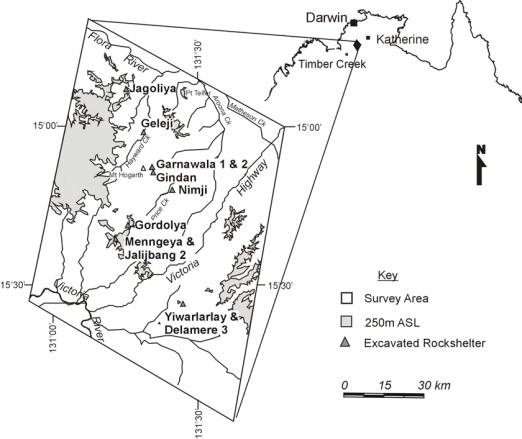 Darwin
Katherine
Timber Creek
Flora
River
131°30'
Jagoliya
Pt Telfer
Aroona Ck
Mathieson Ck
15°00'
15°00'
Geleji
Hayward Ck
Garnawala 1 & 2
Gindan
Mt Hogarth
Nimji
Highway
Price Ck
N
Gordolya
Menngeya &
Jalijbang 2
Victoria
15°30'
15°30'
Victoria
River
Yiwarlarlay &
Delamere 3
131°00'
131°30'
Key
Survey Area
250m ASL
Excavated Rockshelter
0 15 30 km